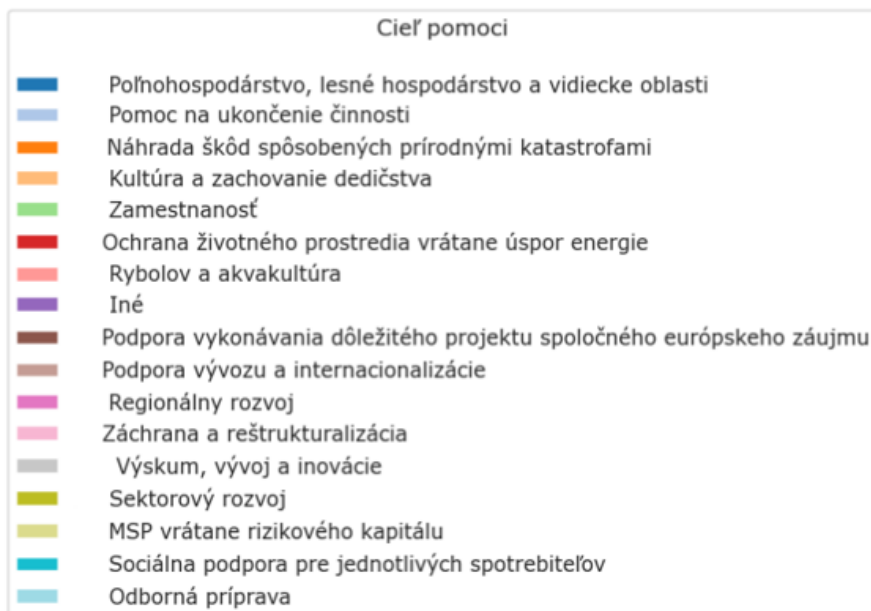 Cieľ pomoci
Poľnohospodárstvo, lesné hospodárstvo a vidiecke oblasti
Pomoc na ukončenie činnosti
Náhrada škôd spôsobených prírodnými katastrofami
Kultúra a zachovanie dedičstva
Zamestnanosť
Ochrana životného prostredia vrátane úspor energie
Rybolov a akvakultúra
Iné
Podpora vykonávania dôležitého projektu spoločného európskeho záujmu
Podpora vývozu a internacionalizácie
Regionálny rozvoj
Záchrana a reštrukturalizácia
Výskum, vývoj a inovácie
Sektorový rozvoj
MSP vrátane rizikového kapitálu
Sociálna podpora pre jednotlivých spotrebiteľov
Odborná príprava